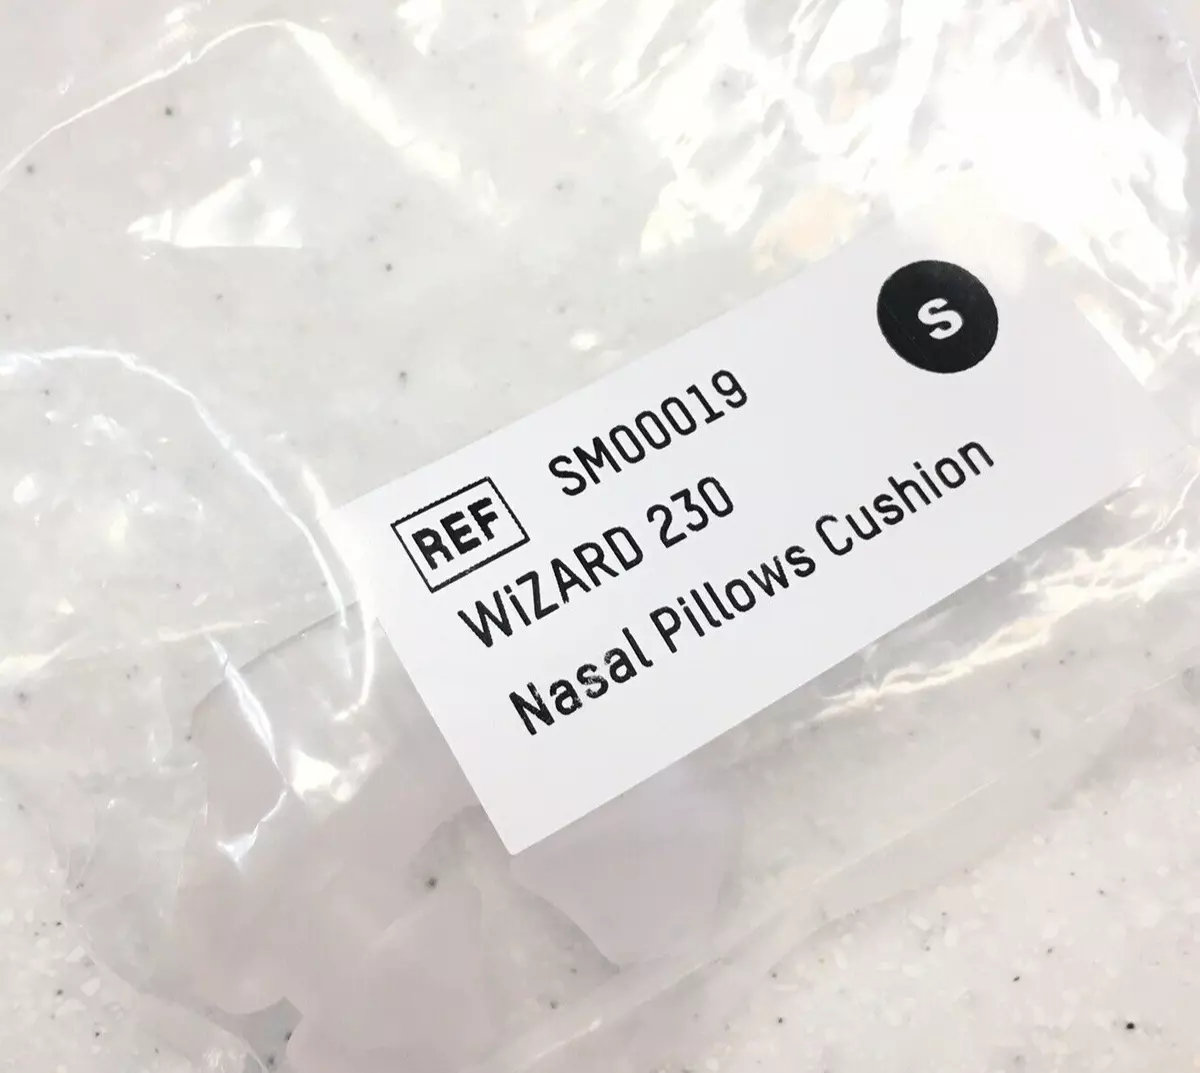 S
REF SM00019
WiZARD 230
Nasal Pillows Cushion